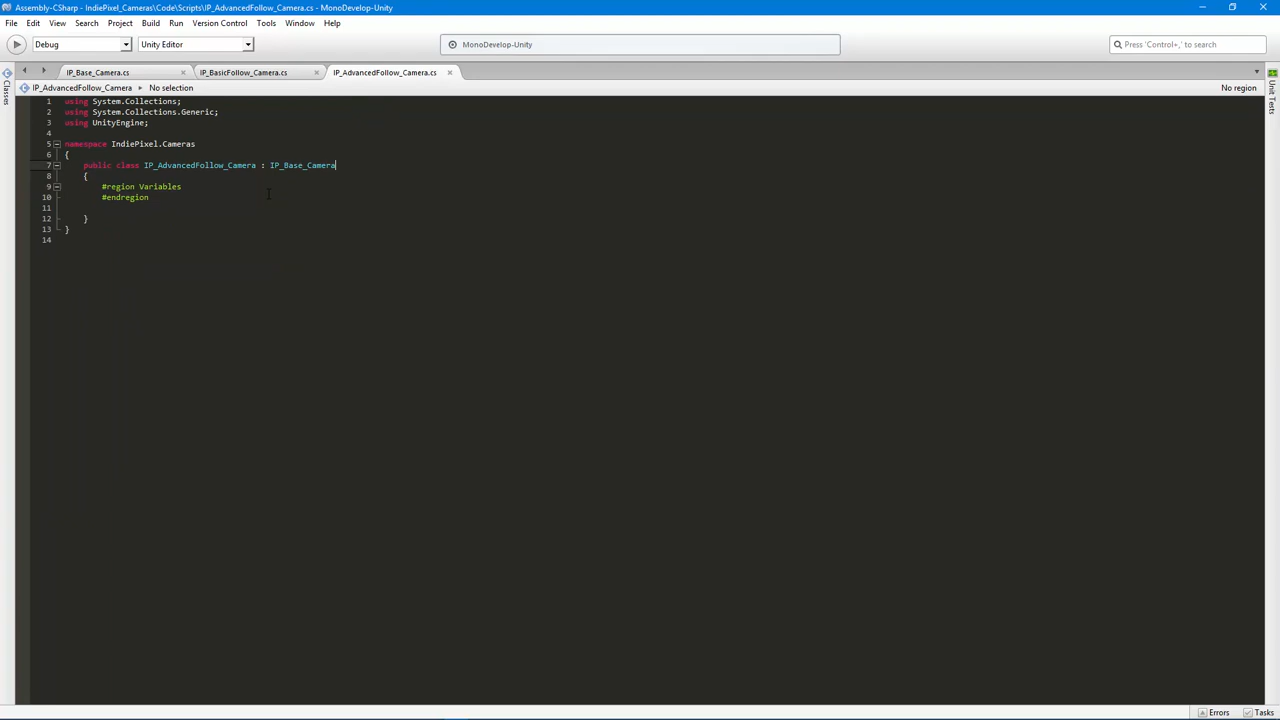 Assembly-CSharp - IndiePixel_Cameras\Code\Scripts\IP_AdvancedFollow_Camera.cs - MonoDevelop-Unity
File Edit View Search Project Build Run Version Control Tools Window Help
Debug Unity Editor MonoDevelop-Unity Press 'Control+,' to search
IP_Base_Camera.cs IP_BasicFollow_Camera.cs IP_AdvancedFollow_Camera.cs
IP_AdvancedFollow_Camera No selection No region
Classes
Unit Tests
1 using System.Collections;
2 using System.Collections.Generic;
3 using UnityEngine;
4
5 namespace IndiePixel.Cameras
6 {
7 public class IP_AdvancedFollow_Camera : IP_Base_Camera
8 {
9 #region Variables
10 #endregion
11
12 }
13 }
14
Errors Tasks